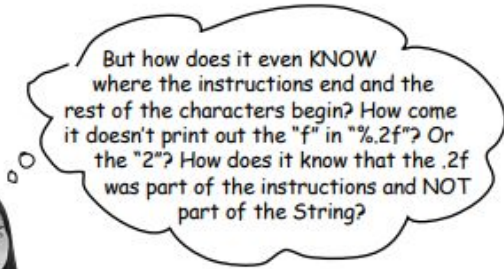 But how does it even KNOW
where the instructions end and the
rest of the characters begin? How come
it doesn't print out the "f" in "%.2f"? Or
the "2"? How does it know that the .2f
was part of the instructions and NOT
part of the String?